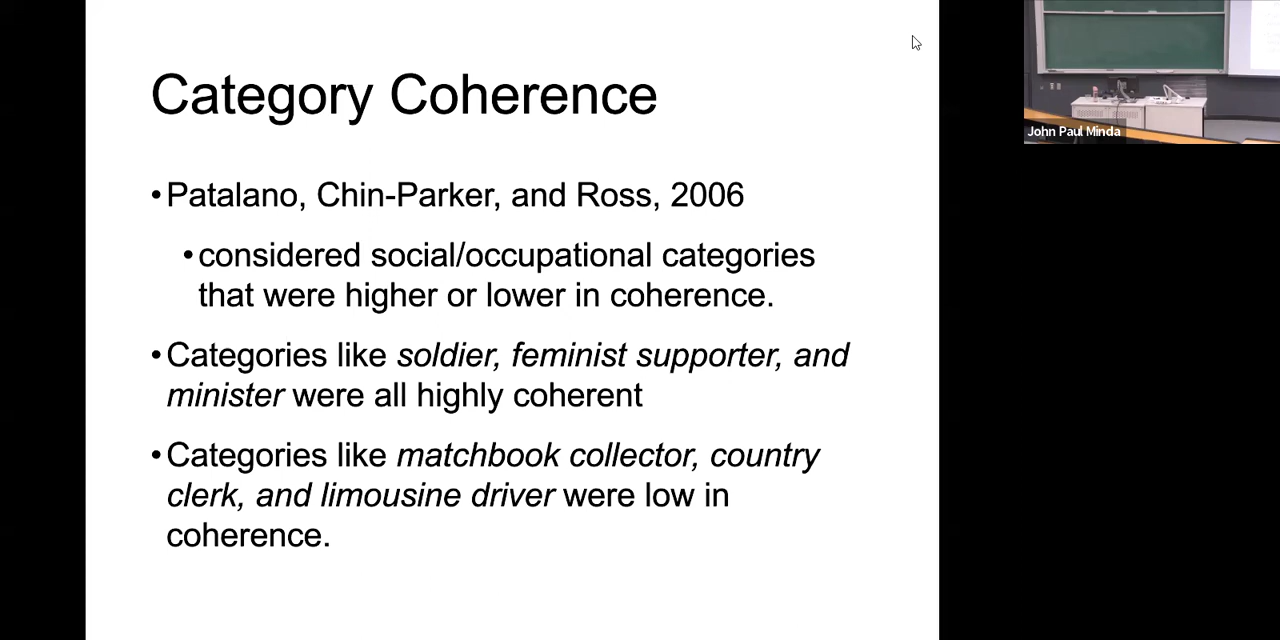 Category Coherence
•Patalano, Chin-Parker, and Ross, 2006
•considered social/occupational categories
that were higher or lower in coherence.
•Categories like soldier, feminist supporter, and
minister were all highly coherent
•Categories like matchbook collector, country
clerk, and limousine driver were low in
coherence.
John Paul Minda